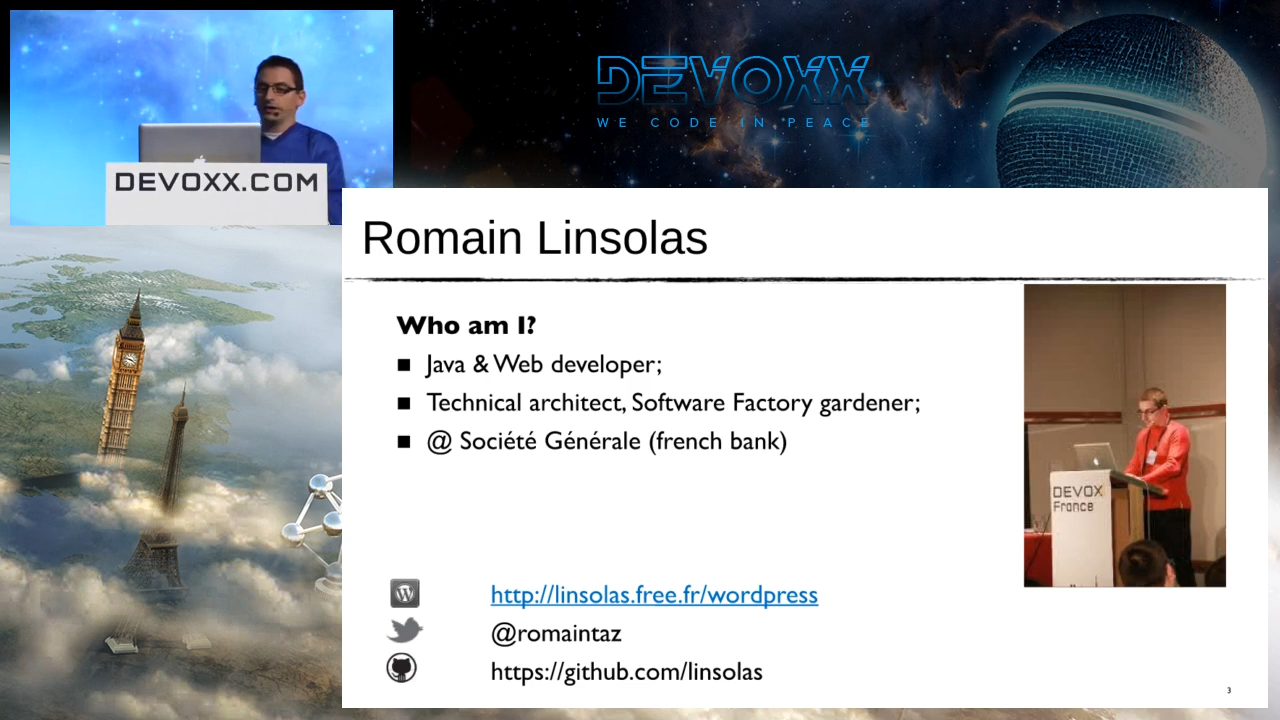 DEVOXX
WE CODE IN PEACE
DEVOXX.COM
Romain Linsolas
Who am I?
Java & Web developer;
Technical architect, Software Factory gardener;
@ Société Générale (french bank)
DEVOX
France
http://linsolas.free.fr/wordpress
@romaintaz
https://github.com/linsolas
3